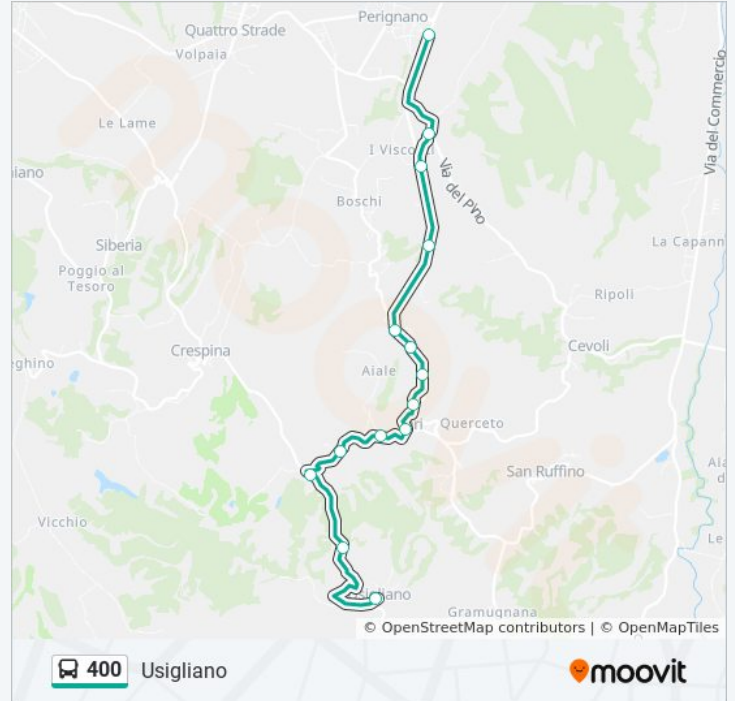 Perignano
Quattro Strade
Volpaia
Via del Commercio
Le Lame
Via del Pino
Boschi
Siberia
La Capann
Poggio al
Tesoro
Ripoli
Cevoli
Crespina
Aiale
Querceto
San Ruffino
Vicchio
Le
Gramugnana
© OpenStreetMap contributors | © OpenMapTiles
400 Usigliano
moovit